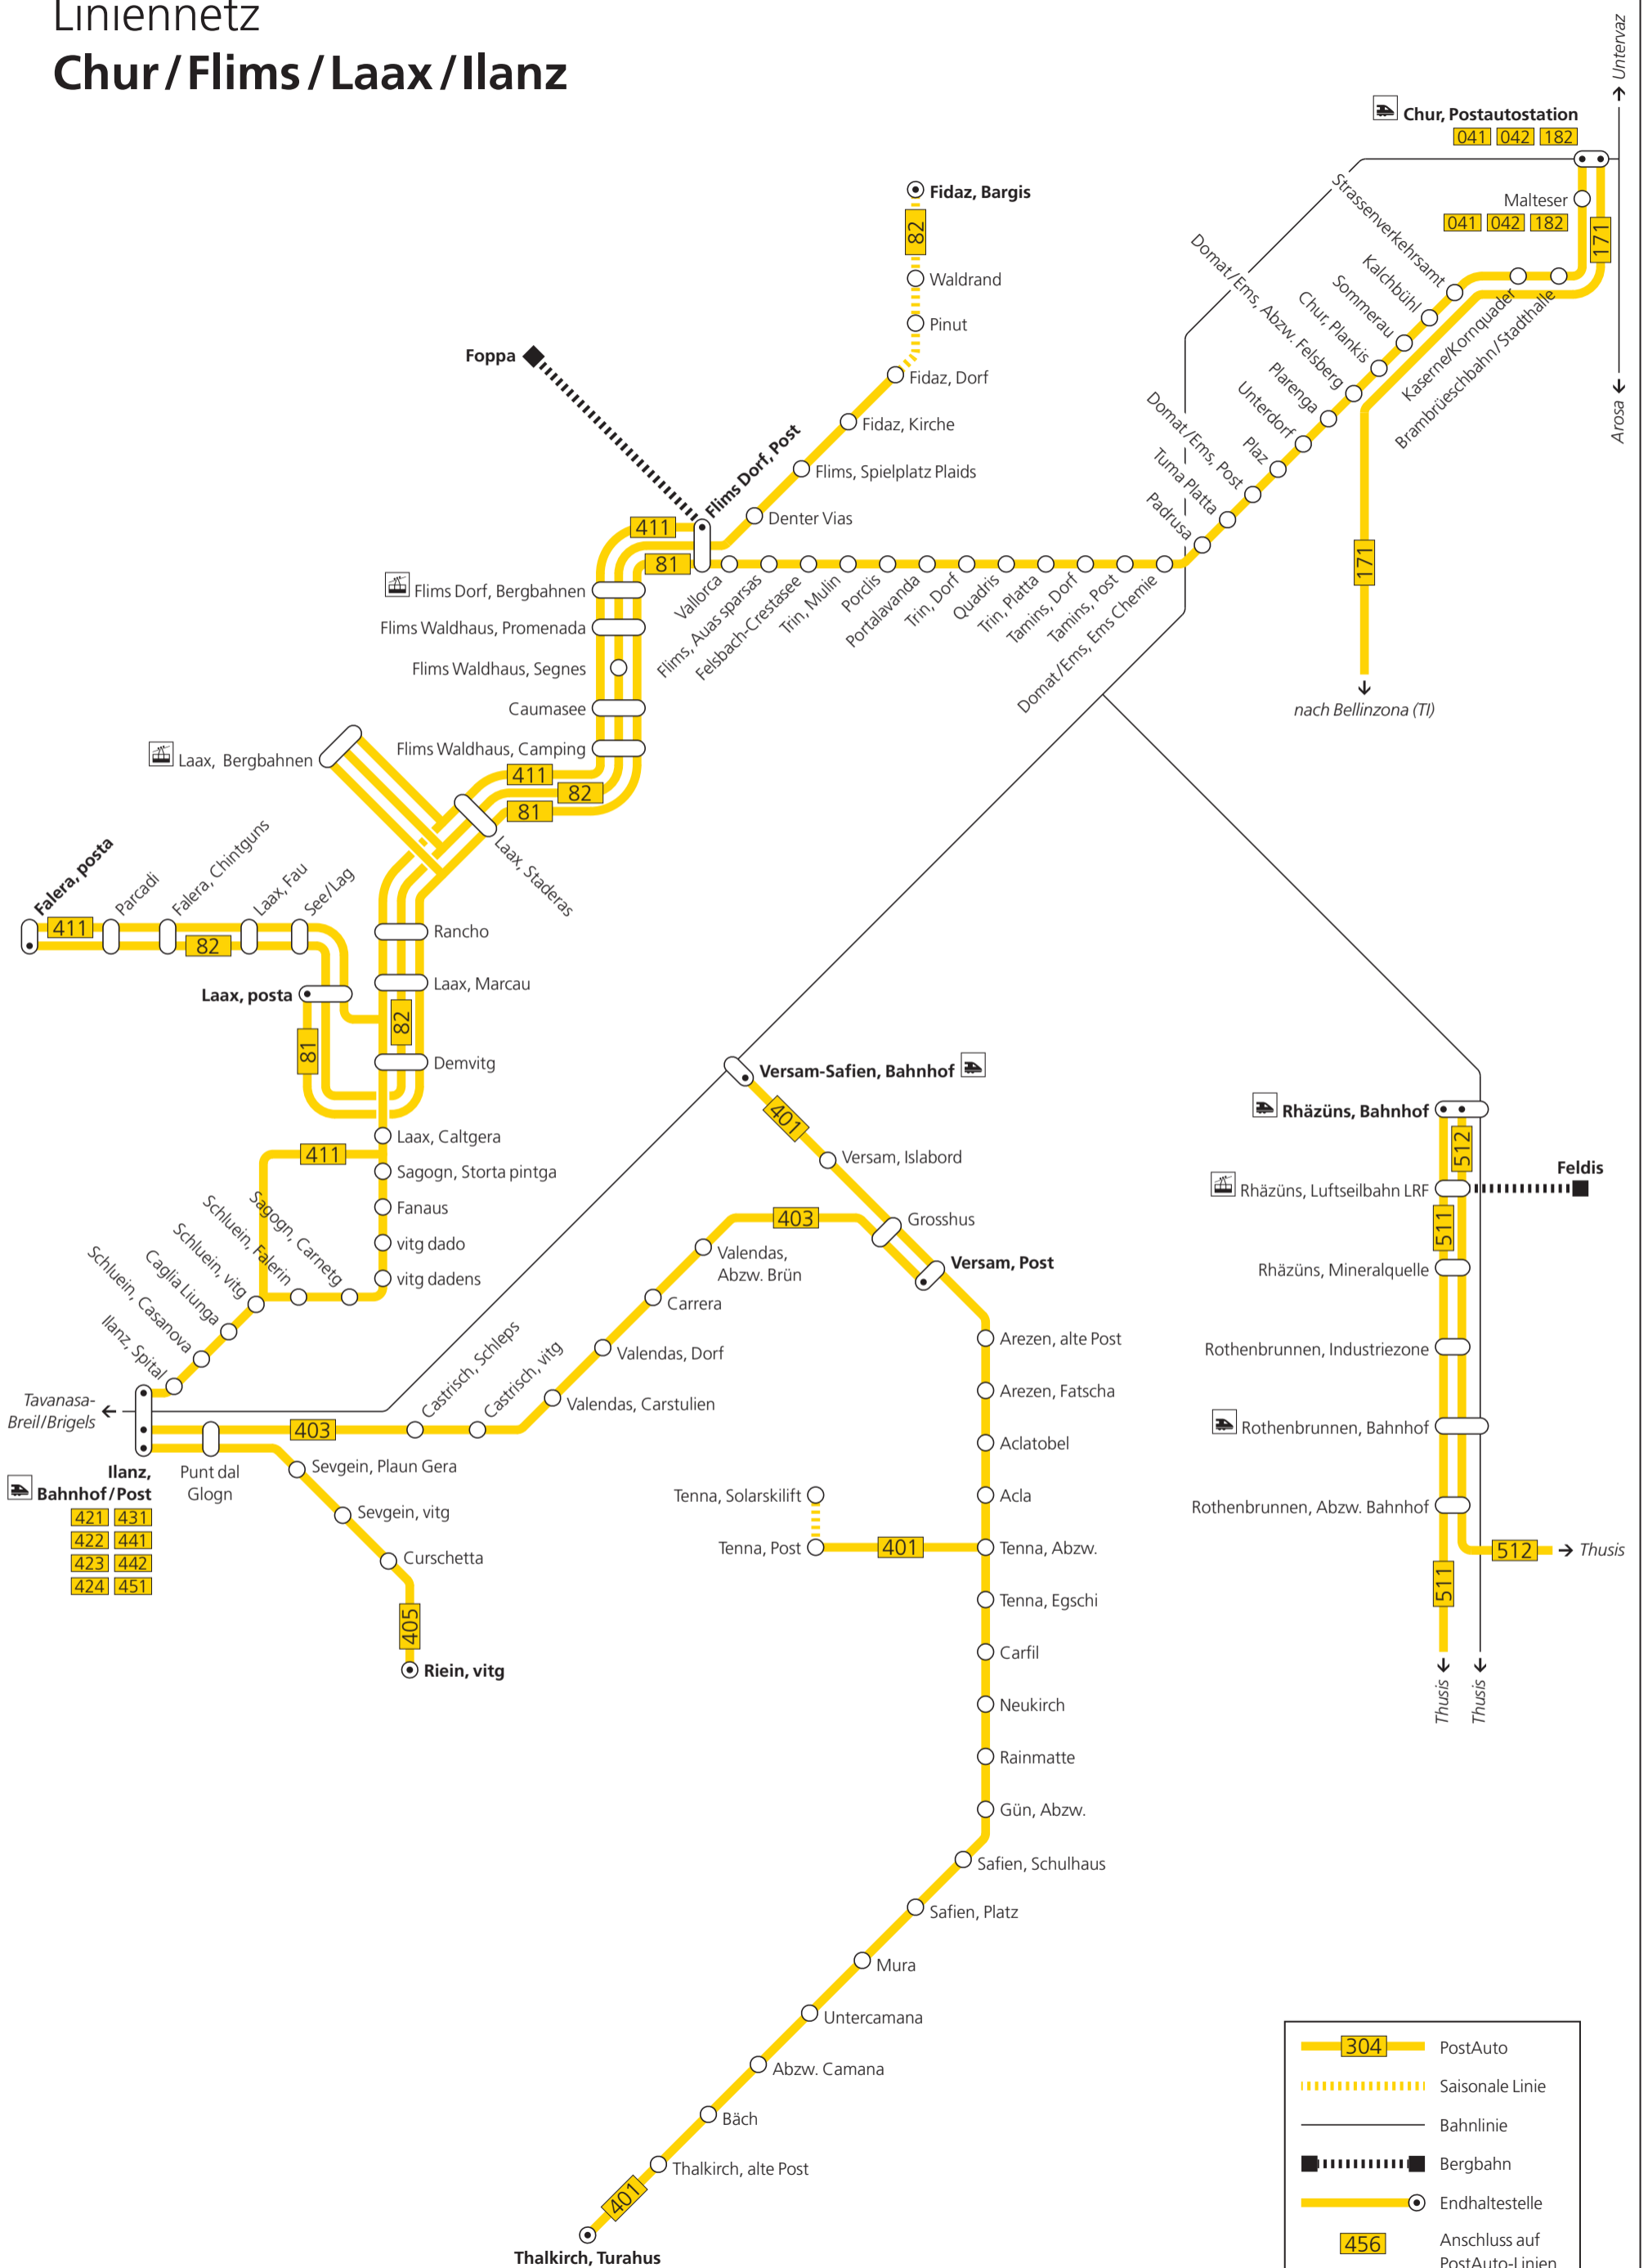 Liniennetz
Chur / Flims / Laax / Ilanz
Untervaz
Arosa
Chur, Postautostation
041 042 182
Malteser
041 042 182
171
Strassenverkehrsamt
Kalchbühl
Sommerau
Chur, Plankis
Domat/Ems, Abzw. Felsberg
Plarenga
Unterdorf
Plaz
Domat/Ems, Post
Tuma Platta
Padrusa
Kaserne/Kornquader
Brambrüeschbahn/Stadthalle
171
nach Bellinzona (TI)
Fidaz, Bargis
82
Waldrand
Pinut
Fidaz, Dorf
Fidaz, Kirche
Flims, Spielplatz Plaids
Denter Vias
Foppa
Flims Dorf, Post
411
81
Vallorca
Flims, Auas sparsas
Felsbach-Crestasee
Trin, Mulin
Porclis
Portalavanda
Trin, Dorf
Quadris
Trin, Platta
Tamins, Dorf
Tamins, Post
Domat/Ems, Ems Chemie
Flims Dorf, Bergbahnen
Flims Waldhaus, Promenada
Flims Waldhaus, Segnes
Caumasee
Flims Waldhaus, Camping
411
82
81
Laax, Bergbahnen
Laax, Staderas
Falera, posta
Parcadi
Falera, Chintguns
Laax, Fau
See/Lag
411
82
Rancho
Laax, Marcau
Laax, posta
82
81
Demvitg
Laax, Caltgera
411
Sagogn, Storta pintga
Fanaus
vitg dado
vitg dadens
Sagogn, Carnetg
Schluein, Falerin
Schluein, vitg
Caglia Liunga
Schluein, Casanova
Ilanz, Spital
Tavanasa-
Breil/Brigels
Ilanz,
Bahnhof/Post
421 431
422 441
423 442
424 451
Punt dal
Glogn
403
Castrisch, Schleps
Castrisch, vitg
Valendas, Carstulien
Valendas, Dorf
Carrera
Valendas,
Abzw. Brün
403
Sevgein, Plaun Gera
Sevgein, vitg
Curschetta
405
Riein, vitg
Versam-Safien, Bahnhof
401
Versam, Islabord
Grosshus
Versam, Post
Arezen, alte Post
Arezen, Fatscha
Aclatobel
Acla
Tenna, Solarskilift
Tenna, Post
401
Tenna, Abzw.
Tenna, Egschi
Carfil
Neukirch
Rainmatte
Gün, Abzw.
Safien, Schulhaus
Safien, Platz
Mura
Untercamana
Abzw. Camana
Bäch
Thalkirch, alte Post
401
Thalkirch, Turahus
Rhäzüns, Bahnhof
512
Feldis
Rhäzüns, Luftseilbahn LRF
511
Rhäzüns, Mineralquelle
Rothenbrunnen, Industriezone
Rothenbrunnen, Bahnhof
Rothenbrunnen, Abzw. Bahnhof
512
Thusis
511
Thusis
Thusis
304
PostAuto
Saisonale Linie
Bahnlinie
Bergbahn
Endhaltestelle
456
Anschluss auf
PostAuto-Linien